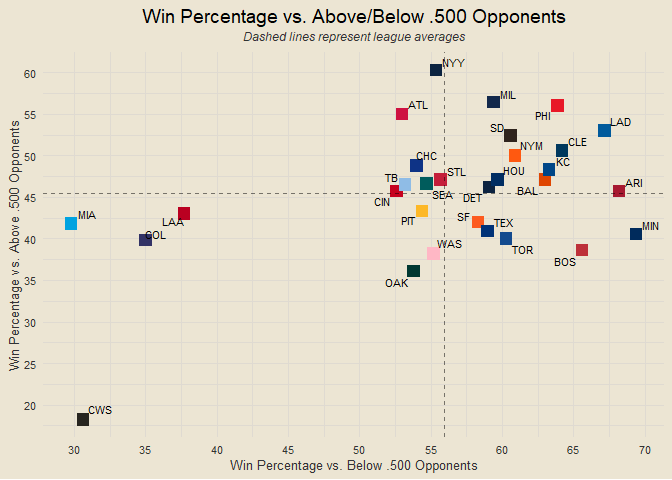 Win Percentage vs. Above/Below .500 Opponents
Dashed lines represent league averages
Win Percentage vs. Above .500 Opponents
60
55
50
45
40
35
30
25
20
NYY
MIL
ATL
PHI
LAD
SD
CLE
NYM
CHC
KC
STL
HOU
TB
BAL
ARI
SEA
DET
CIN
MIA
LAA
PIT
SF
TEX
MIN
COL
WAS
TOR
BOS
OAK
CWS
30
35
40
45
50
55
60
65
70
Win Percentage vs. Below .500 Opponents